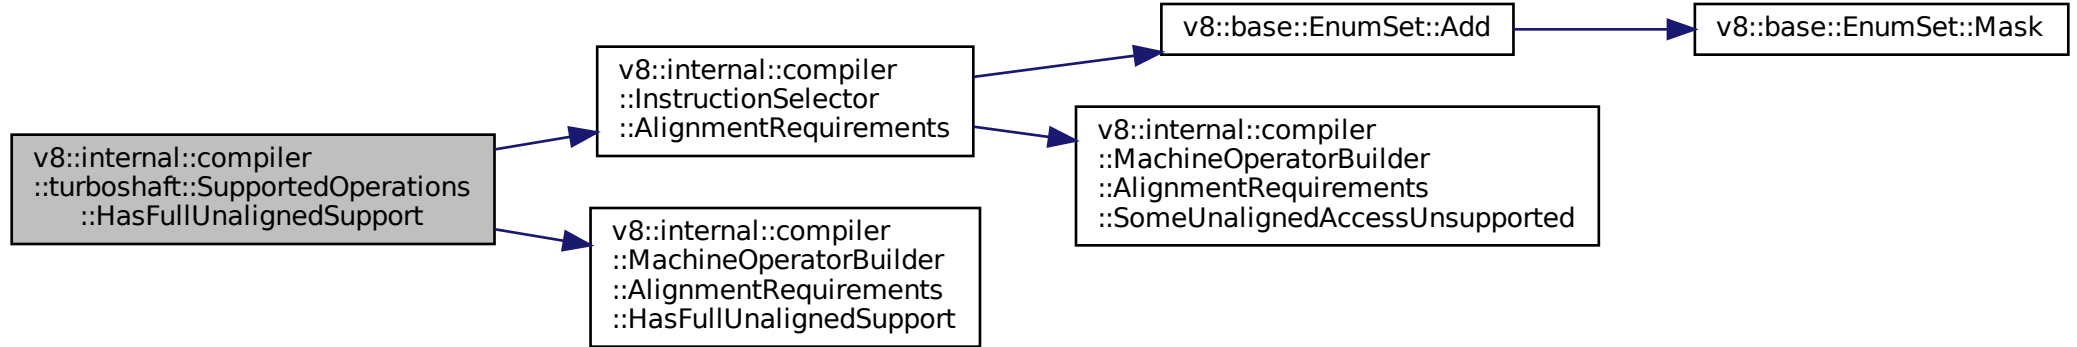 v8::internal::compiler
::turboshaft::SupportedOperations
::HasFullUnalignedSupport
v8::internal::compiler
::InstructionSelector
::AlignmentRequirements
v8::internal::compiler
::MachineOperatorBuilder
::AlignmentRequirements
::HasFullUnalignedSupport
v8::base::EnumSet::Add
v8::internal::compiler
::MachineOperatorBuilder
::AlignmentRequirements
::SomeUnalignedAccessUnsupported
v8::base::EnumSet::Mask